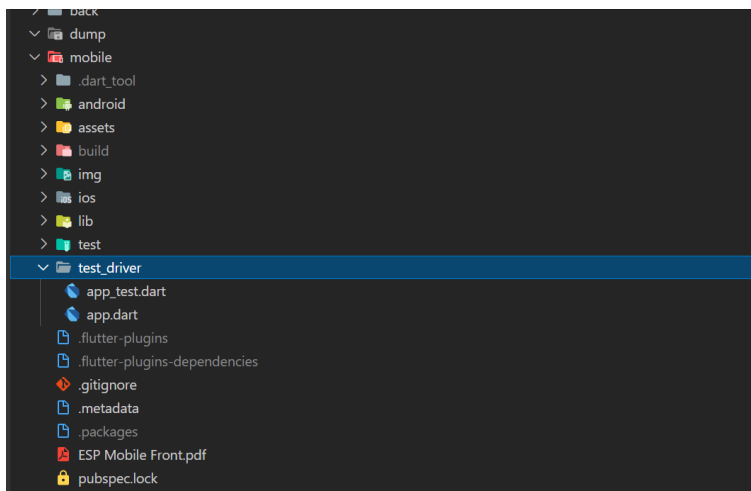 back
dump
mobile
.dart_tool
android
assets
build
img
ios
lib
test
test_driver
app_test.dart
app.dart
.flutter-plugins
.flutter-plugins-dependencies
.gitignore
.metadata
.packages
ESP Mobile Front.pdf
pubspec.lock